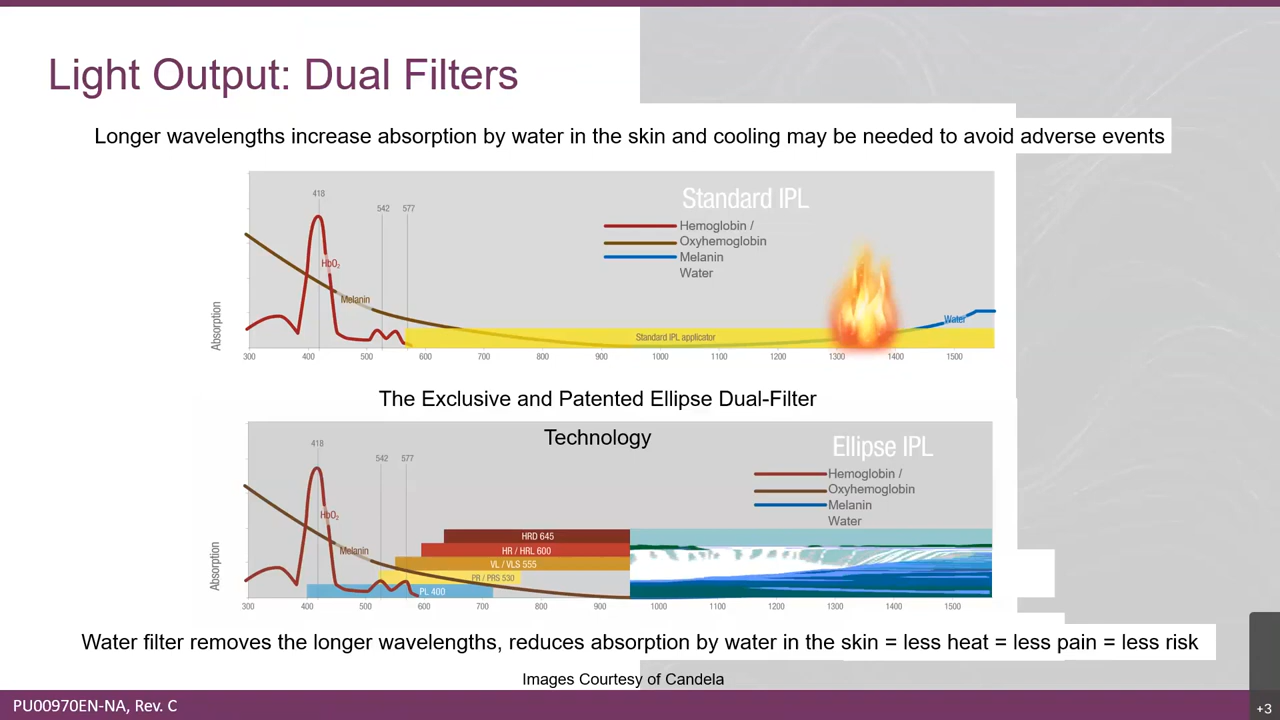 Light Output: Dual Filters
Longer wavelengths increase absorption by water in the skin and cooling may be needed to avoid adverse events
Standard IPL
418
542
577
Hemoglobin /
Oxyhemoglobin
Melanin
Water
HbO₂
Melanin
Water
Standard IPL applicator
Absorption
300 400 500 600 700 800 900 1000 1100 1200 1300 1400 1500
The Exclusive and Patented Ellipse Dual-Filter
Technology
Ellipse IPL
418
542
577
Hemoglobin /
Oxyhemoglobin
Melanin
Water
HbO₂
Melanin
HRD 645
HR / HRL 600
VL / VLS 555
PR / PRS 530
PL 400
Absorption
300 400 500 600 700 800 900 1000 1100 1200 1300 1400 1500
Water filter removes the longer wavelengths, reduces absorption by water in the skin = less heat = less pain = less risk
Images Courtesy of Candela
PU00970EN-NA, Rev. C
+3